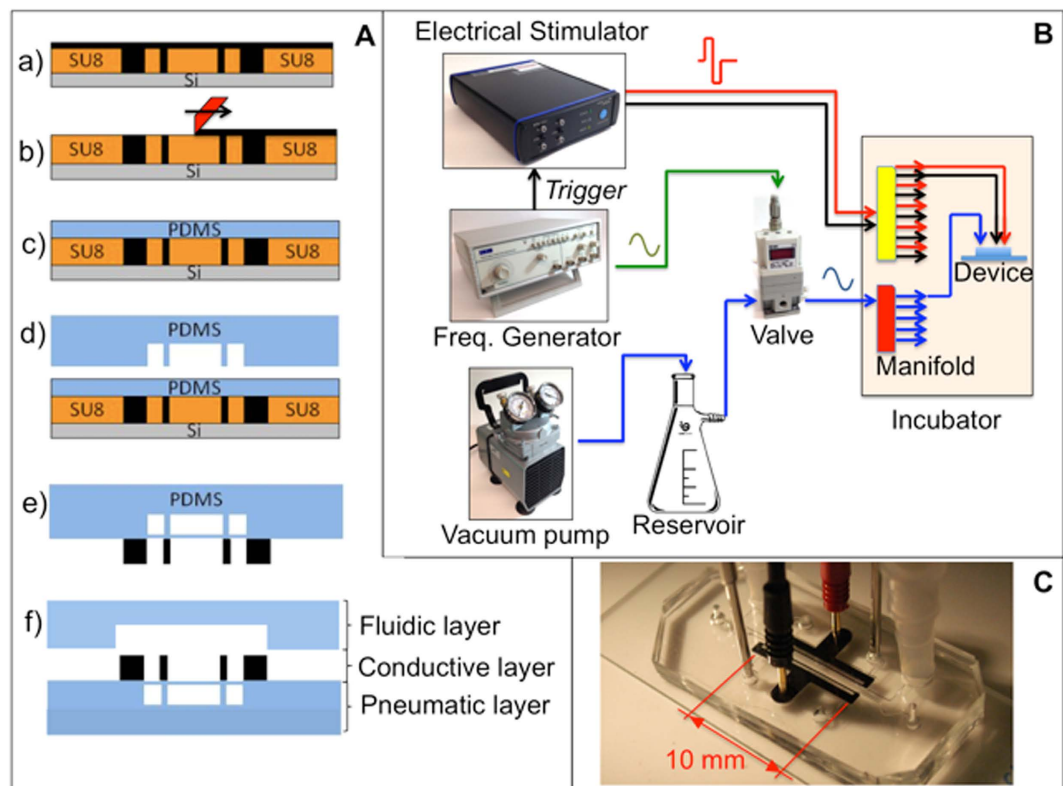 A
a)
SU8
SU8
Si
b)
SU8
SU8
Si
c)
PDMS
SU8
SU8
Si
d)
PDMS
PDMS
SU8
SU8
Si
e)
PDMS
f)
Fluidic layer
Conductive layer
Pneumatic layer
B
Electrical Stimulator
Trigger
Freq. Generator
Valve
Device
Manifold
Incubator
Vacuum pump
Reservoir
C
10 mm